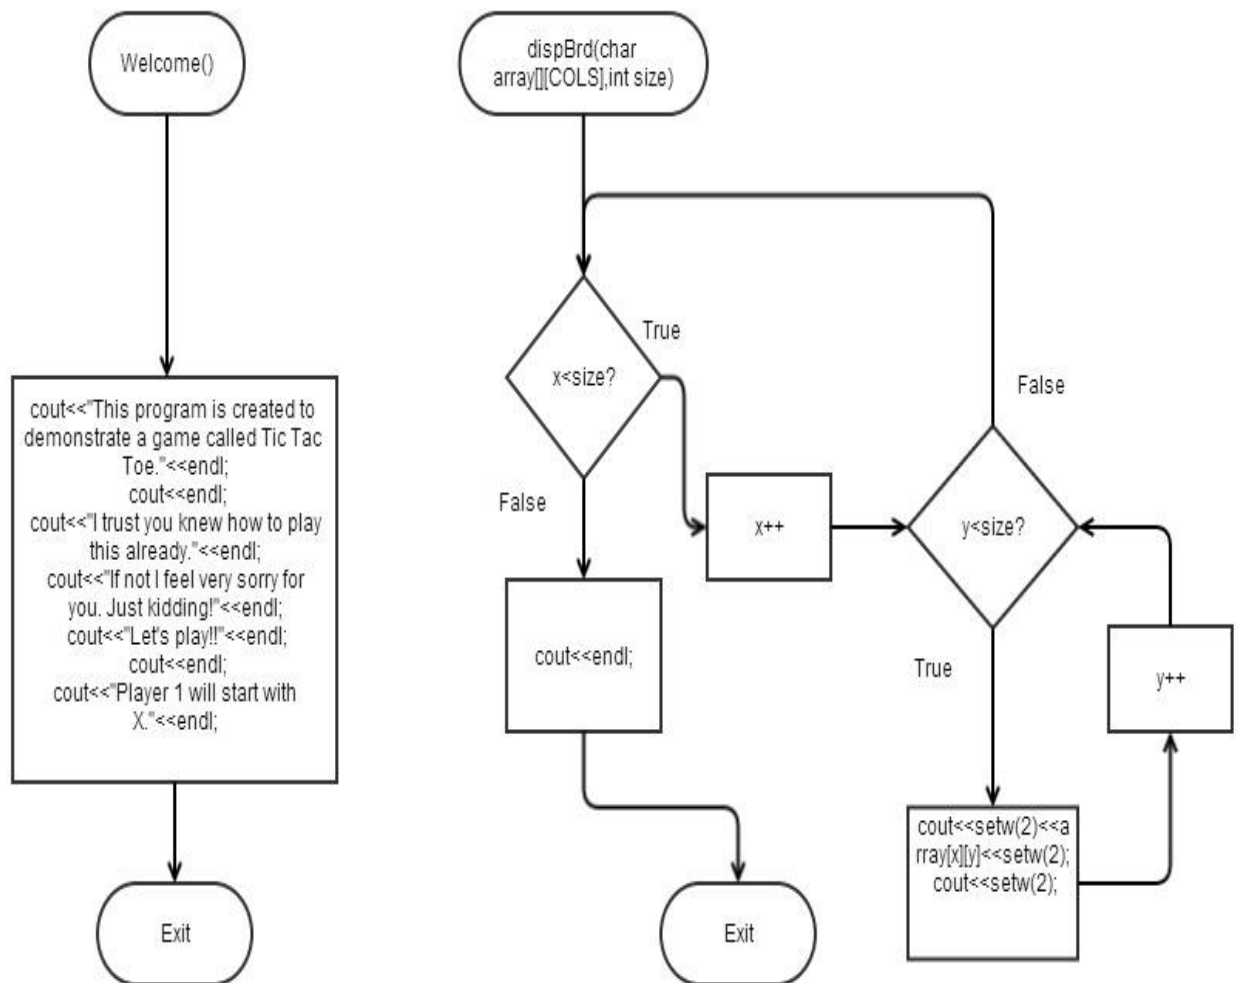 Welcome()
cout<<"This program is created to
demonstrate a game called Tic Tac
Toe."<<endl;
cout<<endl;
cout<<"I trust you knew how to play
this already."<<endl;
cout<<"If not I feel very sorry for
you. Just kidding!"<<endl;
cout<<"Let's play!!"<<endl;
cout<<endl;
cout<<"Player 1 will start with
X."<<endl;
Exit
dispBrd(char
array[][COLS],int size)
x<size?
True
False
x++
cout<<endl;
Exit
y<size?
False
True
cout<<setw(2)<<a
rray[x][y]<<setw(2);
cout<<setw(2);
y++